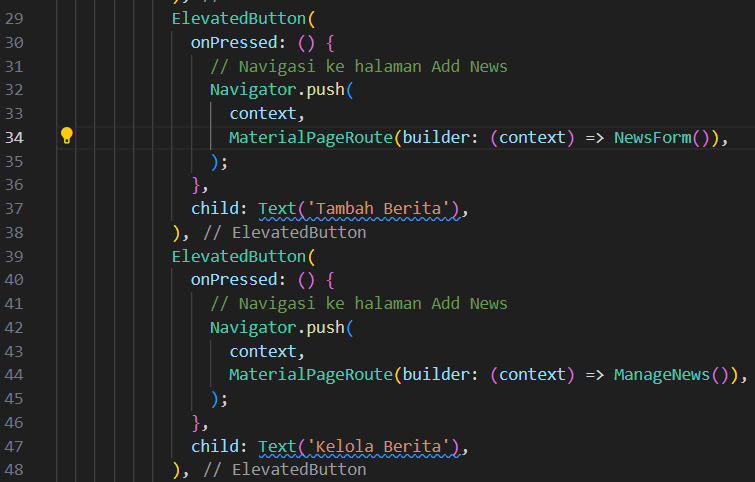 29 ElevatedButton(
30 onPressed: () {
31 // Navigasi ke halaman Add News
32 Navigator.push(
33 context,
34 MaterialPageRoute(builder: (context) => NewsForm()),
35 );
36 },
37 child: Text('Tambah Berita'),
38 ), // ElevatedButton
39 ElevatedButton(
40 onPressed: () {
41 // Navigasi ke halaman Add News
42 Navigator.push(
43 context,
44 MaterialPageRoute(builder: (context) => ManageNews()),
45 );
46 },
47 child: Text('Kelola Berita'),
48 ), // ElevatedButton